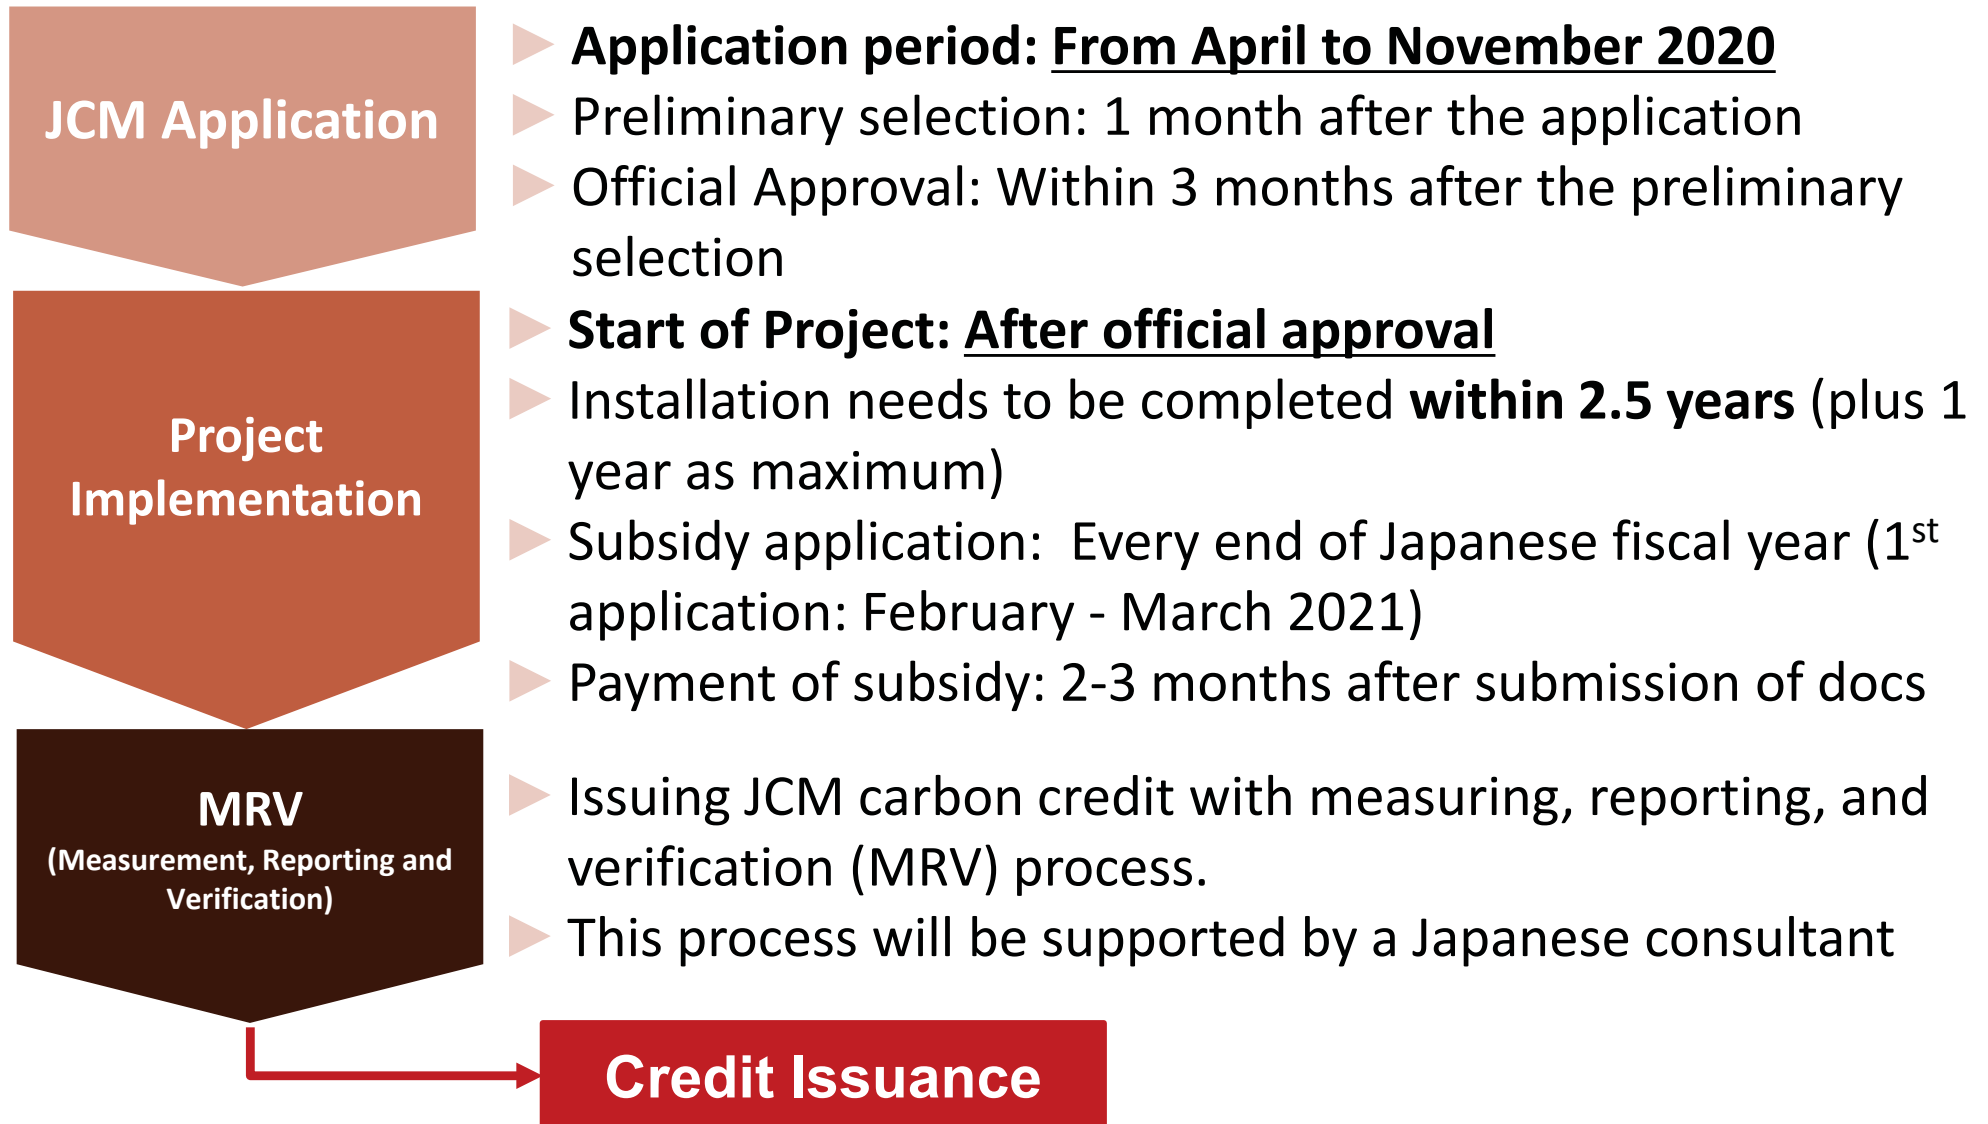 JCM Application
Application period: From April to November 2020
Preliminary selection: 1 month after the application
Official Approval: Within 3 months after the preliminary
selection
Project
Implementation
Start of Project: After official approval
Installation needs to be completed within 2.5 years (plus 1
year as maximum)
Subsidy application:  Every end of Japanese fiscal year (1st
application: February - March 2021)
Payment of subsidy: 2-3 months after submission of docs
MRV
(Measurement, Reporting and
Verification)
Issuing JCM carbon credit with measuring, reporting, and
verification (MRV) process.
This process will be supported by a Japanese consultant
Credit Issuance